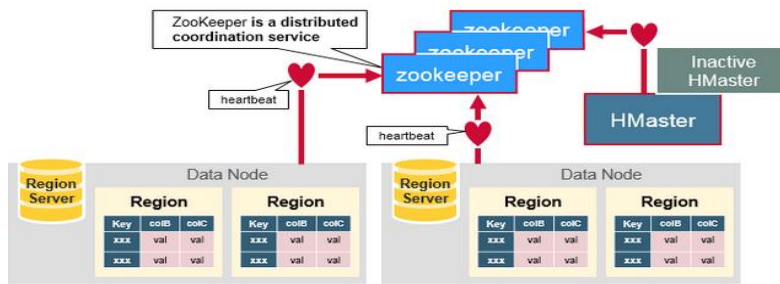 ZooKeeper is a distributed
coordination service
zookeeper
zookeeper
zookeeper
heartbeat
heartbeat
Inactive
HMaster
HMaster
Data Node
Region
Server
Region
Key colB colC
xxx val val
xxx val val
Region
Key colB colC
xxx val val
xxx val val
Data Node
Region
Server
Region
Key colB colC
xxx val val
xxx val val
Region
Key colB colC
xxx val val
xxx val val